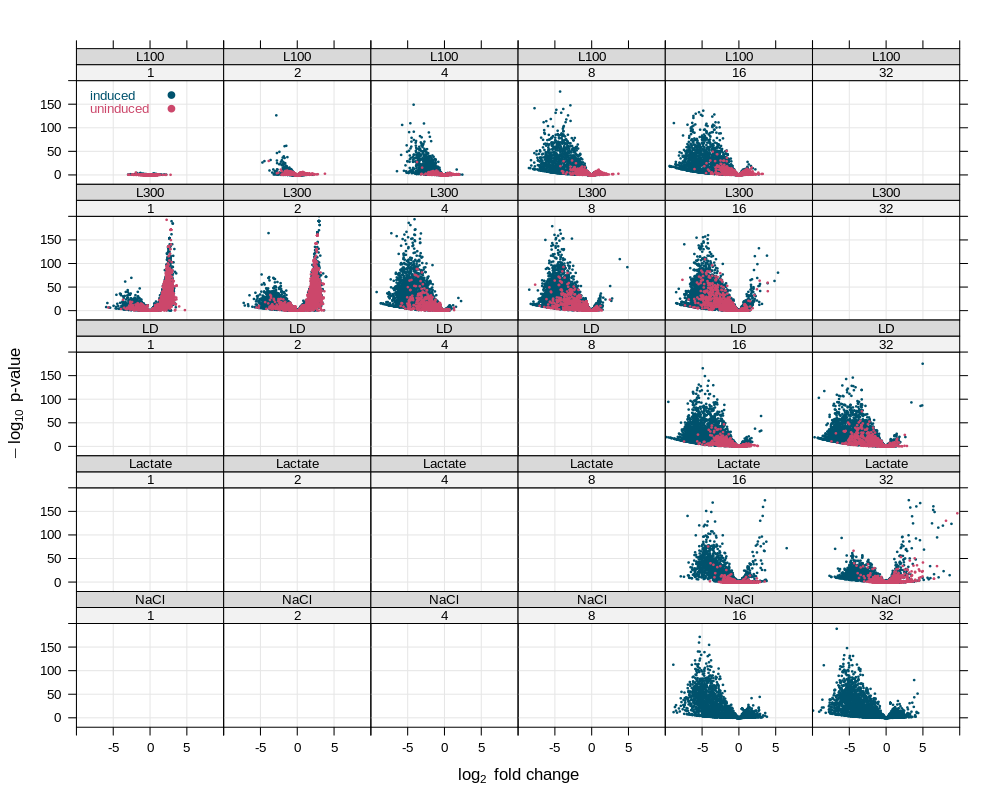 L100 L100 L100 L100 L100 L100
1 2 4 8 16 32
induced
uninduced
150
100
50
0
L300 L300 L300 L300 L300 L300
1 2 4 8 16 32
150
100
50
0
LD LD LD LD LD LD
1 2 4 8 16 32
150
100
50
0
Lactate Lactate Lactate Lactate Lactate Lactate
1 2 4 8 16 32
150
100
50
0
NaCl NaCl NaCl NaCl NaCl NaCl
1 2 4 8 16 32
150
100
50
0
-5 0 5 -5 0 5 -5 0 5 -5 0 5 -5 0 5 -5 0 5
log2 fold change
− log10 p-value